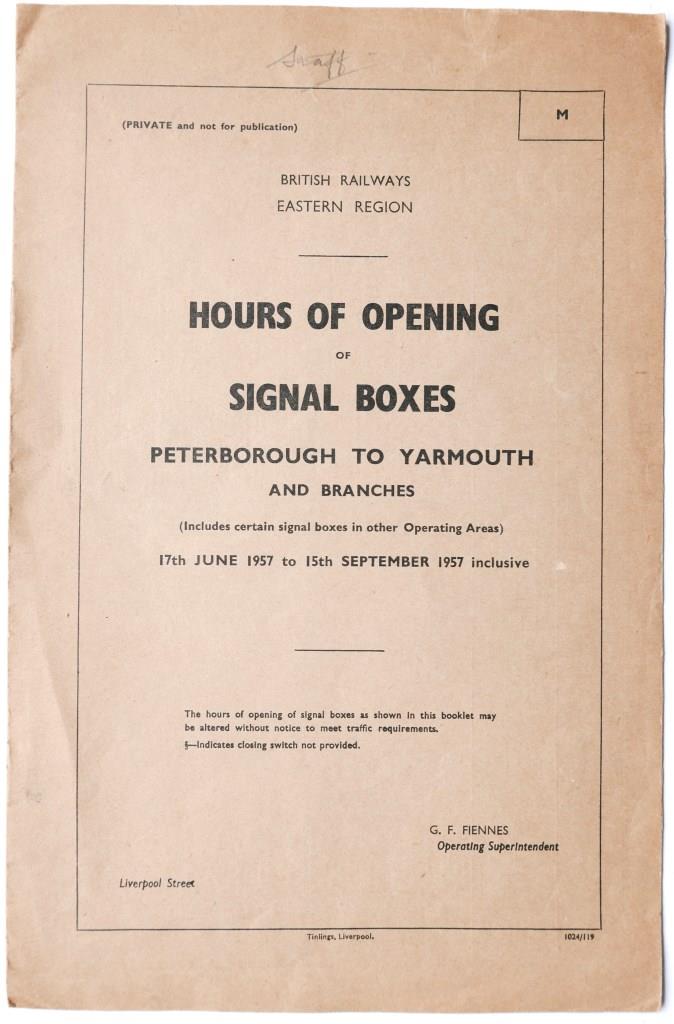 (PRIVATE and not for publication)
M
BRITISH RAILWAYS
EASTERN REGION
HOURS OF OPENING
OF
SIGNAL BOXES
PETERBOROUGH TO YARMOUTH
AND BRANCHES
(Includes certain signal boxes in other Operating Areas)
17th JUNE 1957 to 15th SEPTEMBER 1957 inclusive
The hours of opening of signal boxes as shown in this booklet may
be altered without notice to meet traffic requirements.
§—Indicates closing switch not provided.
G. F. FIENNES
Operating Superintendent
Liverpool Street
Tinlings, Liverpool.
1024/119